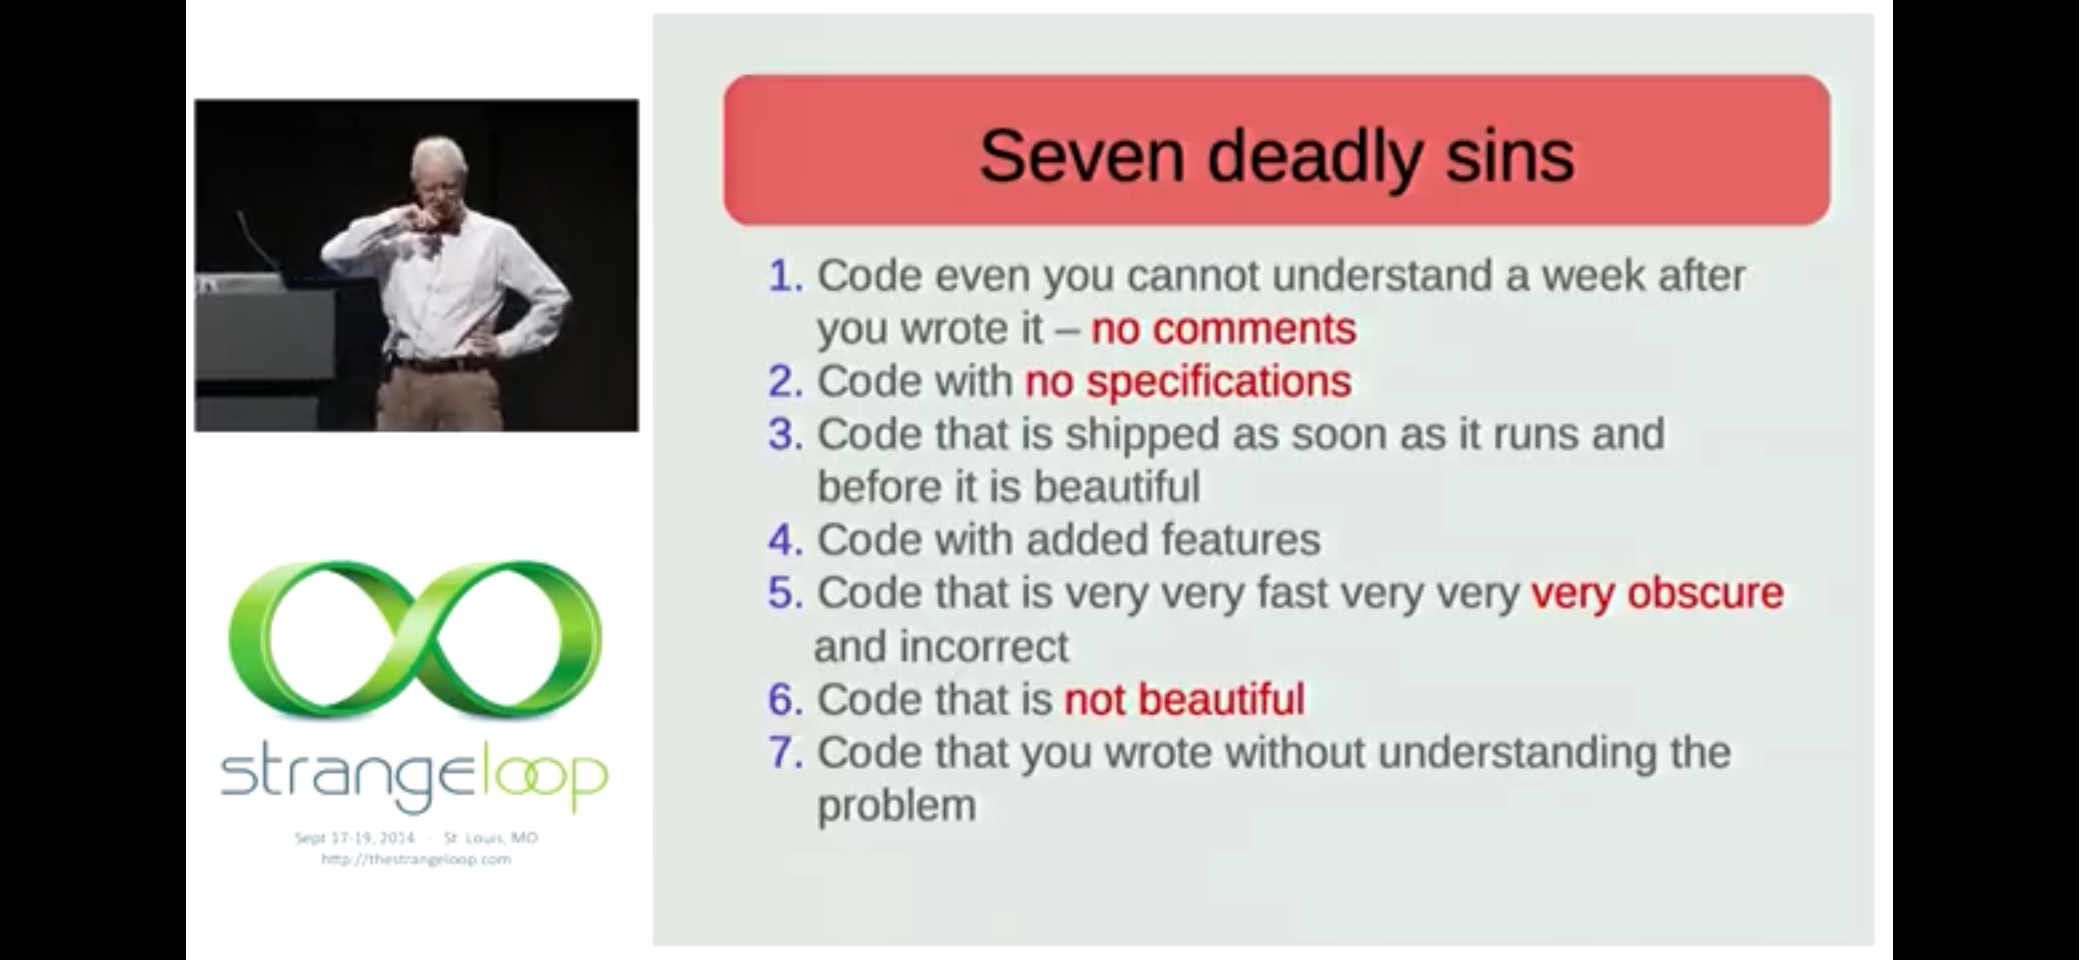 Seven deadly sins
1. Code even you cannot understand a week after
you wrote it – no comments
2. Code with no specifications
3. Code that is shipped as soon as it runs and
before it is beautiful
4. Code with added features
5. Code that is very very fast very very very obscure
and incorrect
6. Code that is not beautiful
7. Code that you wrote without understanding the
problem
strangeloop
Sept 17-19, 2014 - St. Louis, MO
http://thestrangeloop.com